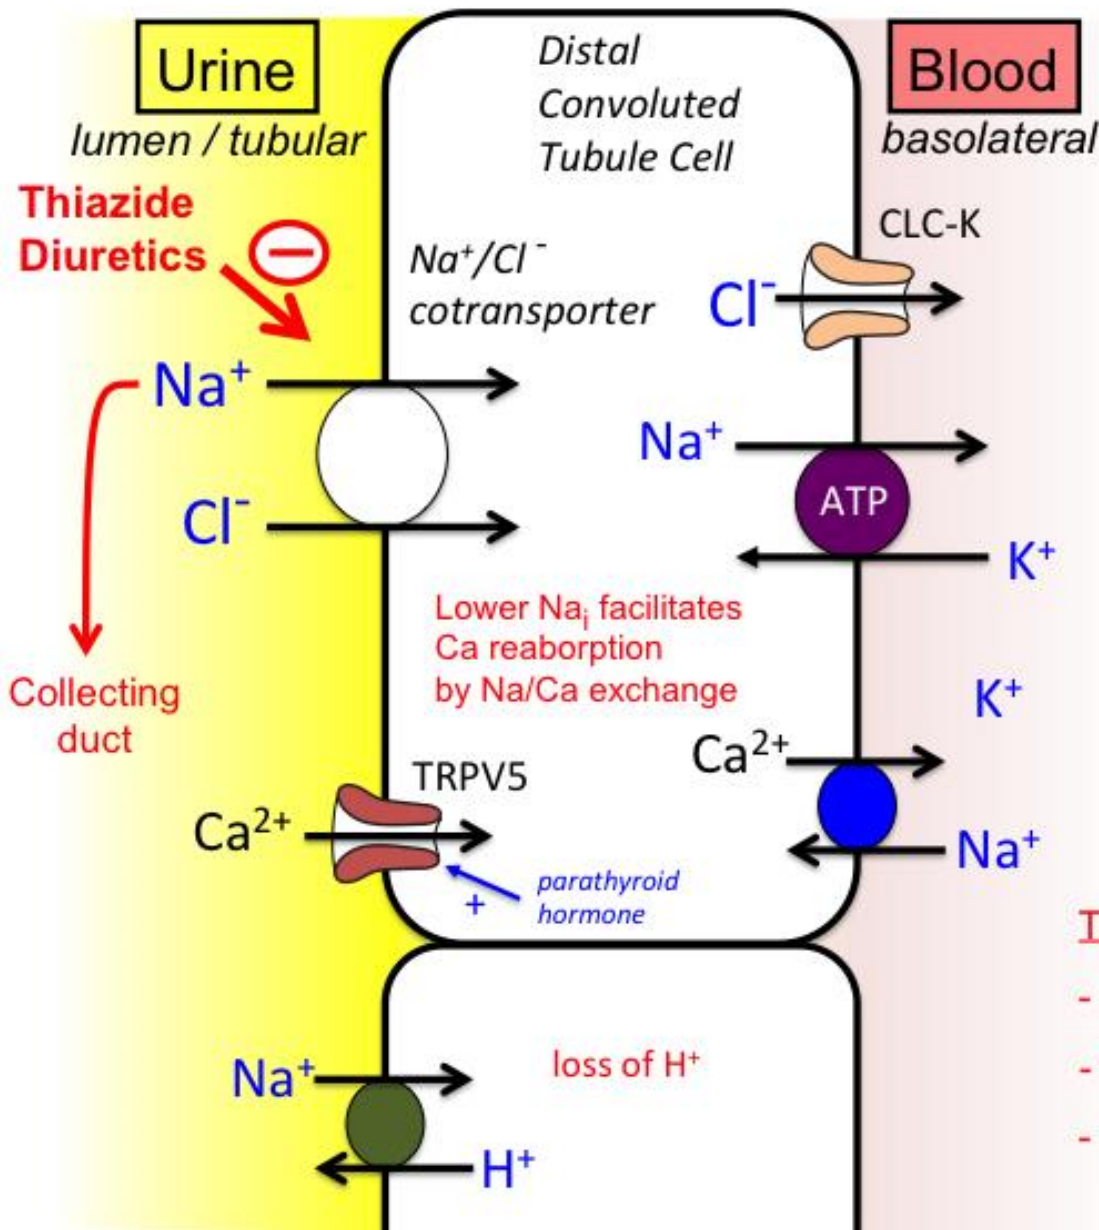 Urine
lumen / tubular
Distal
Convoluted
Tubule Cell
Blood
basolateral
Thiazide
Diuretics
−
Na⁺/Cl⁻
cotransporter
CLC-K
Cl⁻
Na⁺
Na⁺
ATP
Cl⁻
K⁺
Lower Naᵢ facilitates
Ca reaborption
by Na/Ca exchange
Collecting
duct
K⁺
Ca²⁺
TRPV5
Ca²⁺
Na⁺
+
parathyroid
hormone
I
-
-
-
loss of H⁺
Na⁺
H⁺